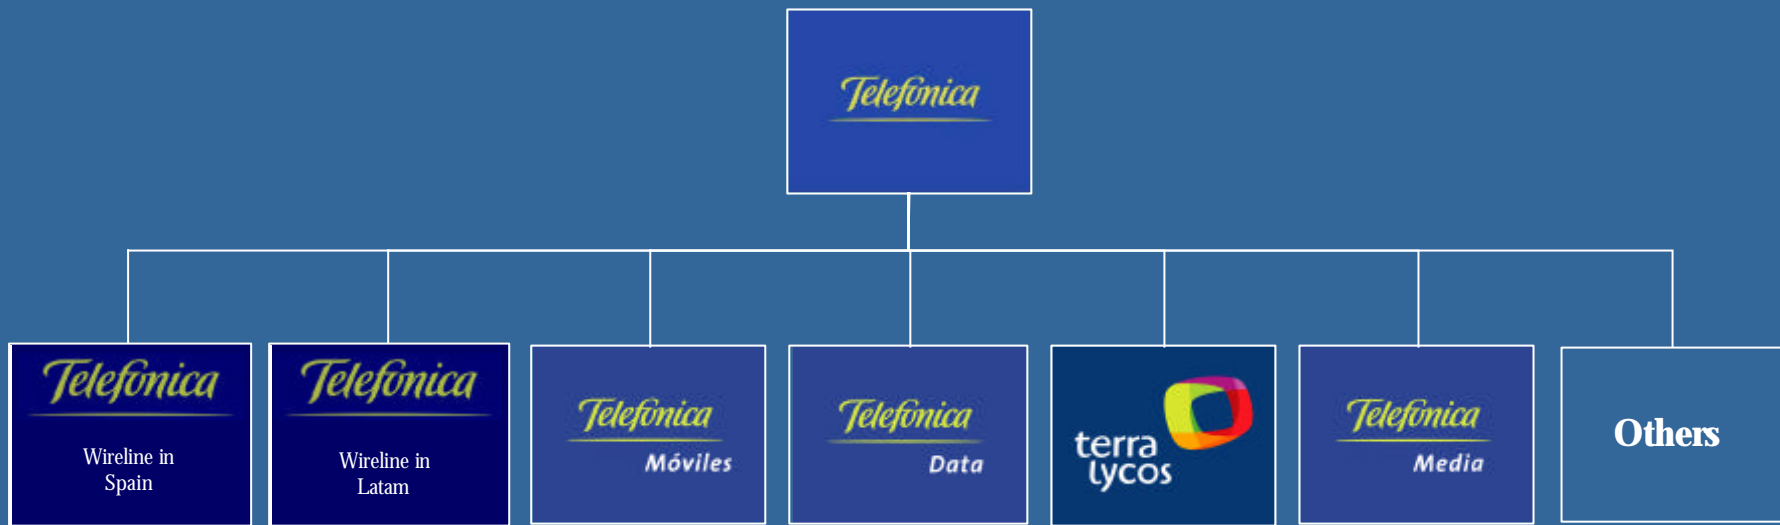 Telefónica
Telefónica
Wireline in
Spain
Telefónica
Wireline in
Latam
Telefónica
Móviles
Telefónica
Data
terra
lycos
Telefónica
Media
Others